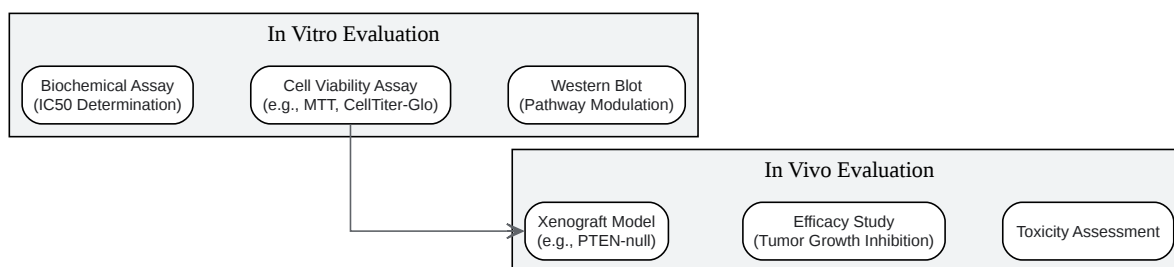 In Vitro Evaluation
Biochemical Assay
(IC50 Determination)
Cell Viability Assay
(e.g., MTT, CellTiter-Glo)
Western Blot
(Pathway Modulation)
In Vivo Evaluation
Xenograft Model
(e.g., PTEN-null)
Efficacy Study
(Tumor Growth Inhibition)
Toxicity Assessment